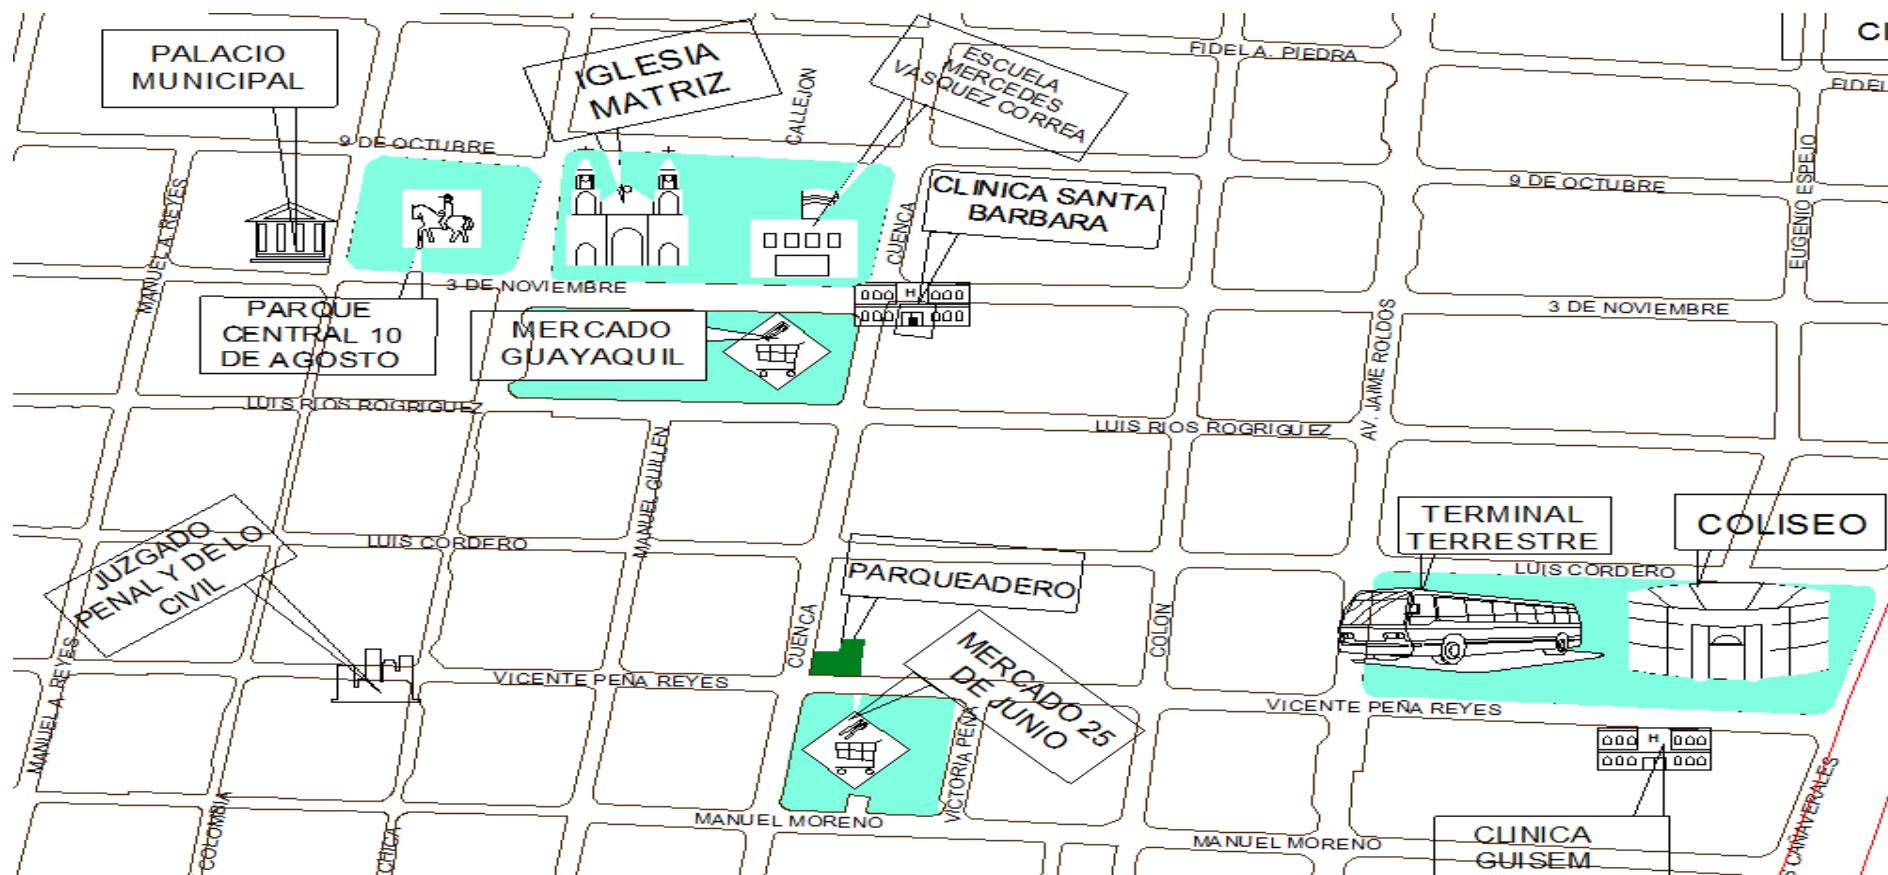 PALACIO
MUNICIPAL
IGLESIA
MATRIZ
CALLEJON
ESCUELA
MERCEDES
VASQUEZ CORREA
FIDEL A. PIEDRA
9 DE OCTUBRE
MANUEL A REYES
CUENCA
CLINICA SANTA
BARBARA
9 DE OCTUBRE
EUGENIO ESPEJO
3 DE NOVIEMBRE
H
PARQUE
CENTRAL 10
DE AGOSTO
MERCADO
GUAYAQUIL
3 DE NOVIEMBRE
AV. JAIME ROLDOS
LUIS RIOS ROGRIGUEZ
LUIS RIOS ROGRIGUEZ
MANUEL GUILLEN
JUZGADO
PENAL Y DE LO
CIVIL
LUIS CORDERO
PARQUEADERO
TERMINAL
TERRESTRE
COLISEO
LUIS CORDERO
CUENCA
COLON
MANUEL A REYES
VICENTE PEÑA REYES
MERCADO 25
DE JUNIO
VICTORIA PEÑA
VICENTE PEÑA REYES
H
COLOMBIA
CHICA
MANUEL MORENO
MANUEL MORENO
CLINICA
GUISEM
CAÑAVERALES